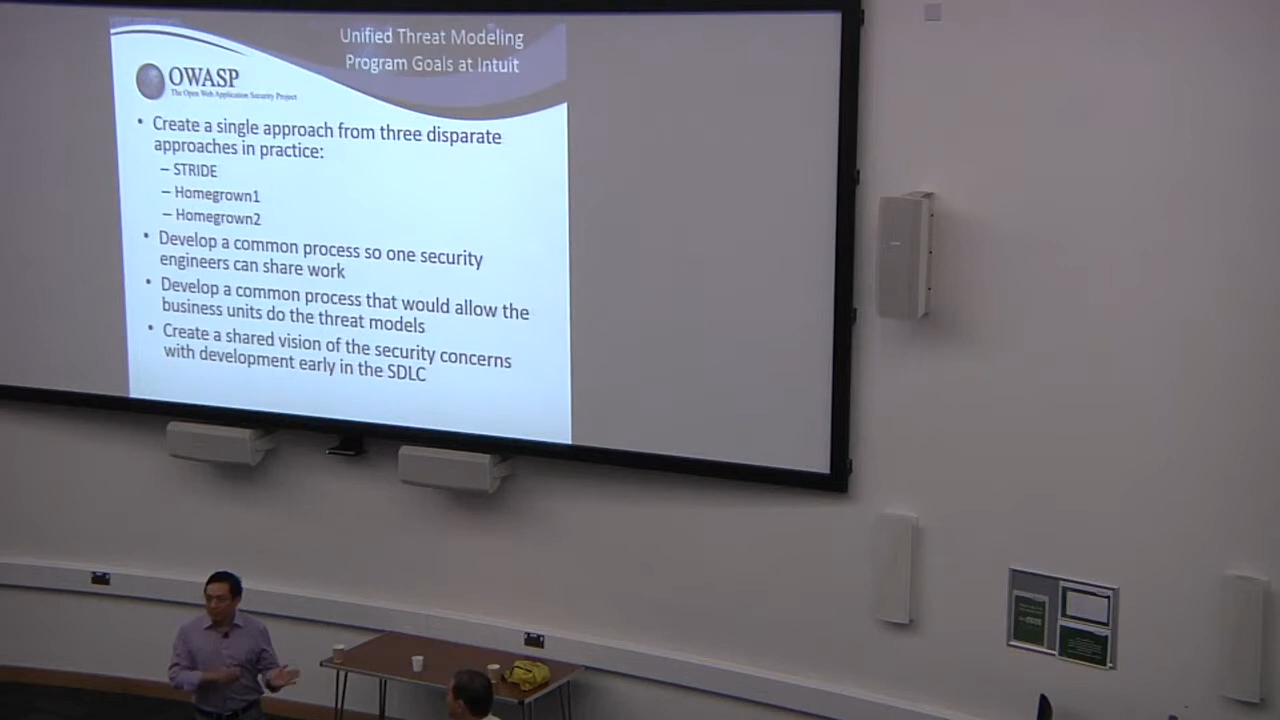 Unified Threat Modeling
Program Goals at Intuit
OWASP
The Open Web Application Security Project
• Create a single approach from three disparate
approaches in practice:
– STRIDE
– Homegrown1
– Homegrown2
• Develop a common process so one security
engineers can share work
• Develop a common process that would allow the
business units do the threat models
• Create a shared vision of the security concerns
with development early in the SDLC